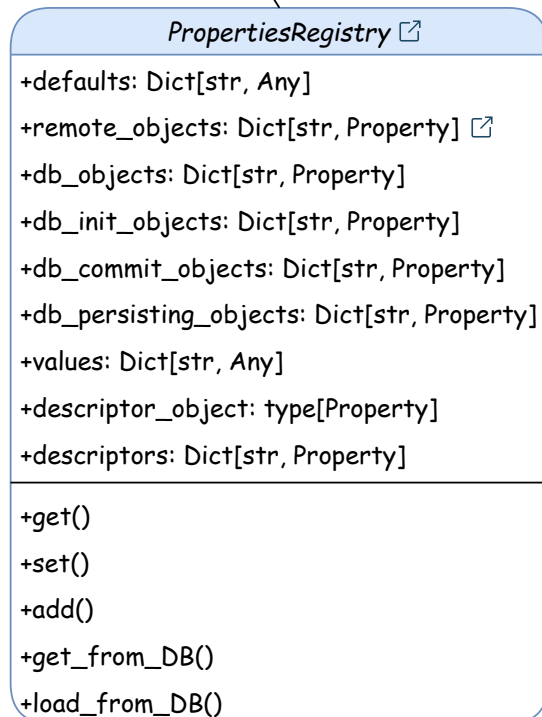 PropertiesRegistry
+defaults: Dict[str, Any]
+remote_objects: Dict[str, Property]
+db_objects: Dict[str, Property]
+db_init_objects: Dict[str, Property]
+db_commit_objects: Dict[str, Property]
+db_persisting_objects: Dict[str, Property]
+values: Dict[str, Any]
+descriptor_object: type[Property]
+descriptors: Dict[str, Property]
+get()
+set()
+add()
+get_from_DB()
+load_from_DB()